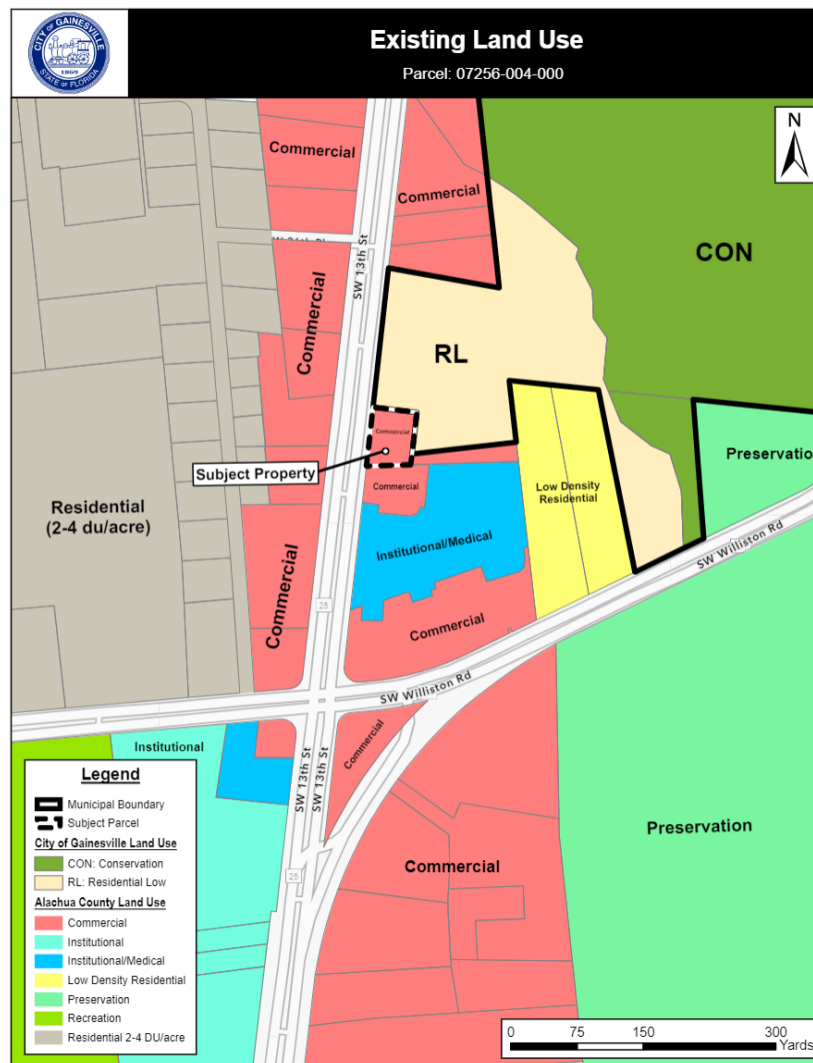 CITY OF GAINESVILLE
1869
STATE OF FLORIDA
Existing Land Use
Parcel: 07256-004-000
N
Commercial
Commercial
CON
SW 13th St
Commercial
RL
Commercial
Subject Property
Commercial
Preservatio
Low Density
Residential
Residential
(2-4 du/acre)
Institutional/Medical
SW Williston Rd
Commercial
25
Commercial
SW Williston Rd
Commercial
Institutional
SW 13th St
SW 13th St
Preservation
Commercial
25
Legend
Municipal Boundary
Subject Parcel
City of Gainesville Land Use
CON: Conservation
RL: Residential Low
Alachua County Land Use
Commercial
Institutional
Institutional/Medical
Low Density Residential
Preservation
Recreation
Residential 2-4 DU/acre
0 75 150 300
Yards